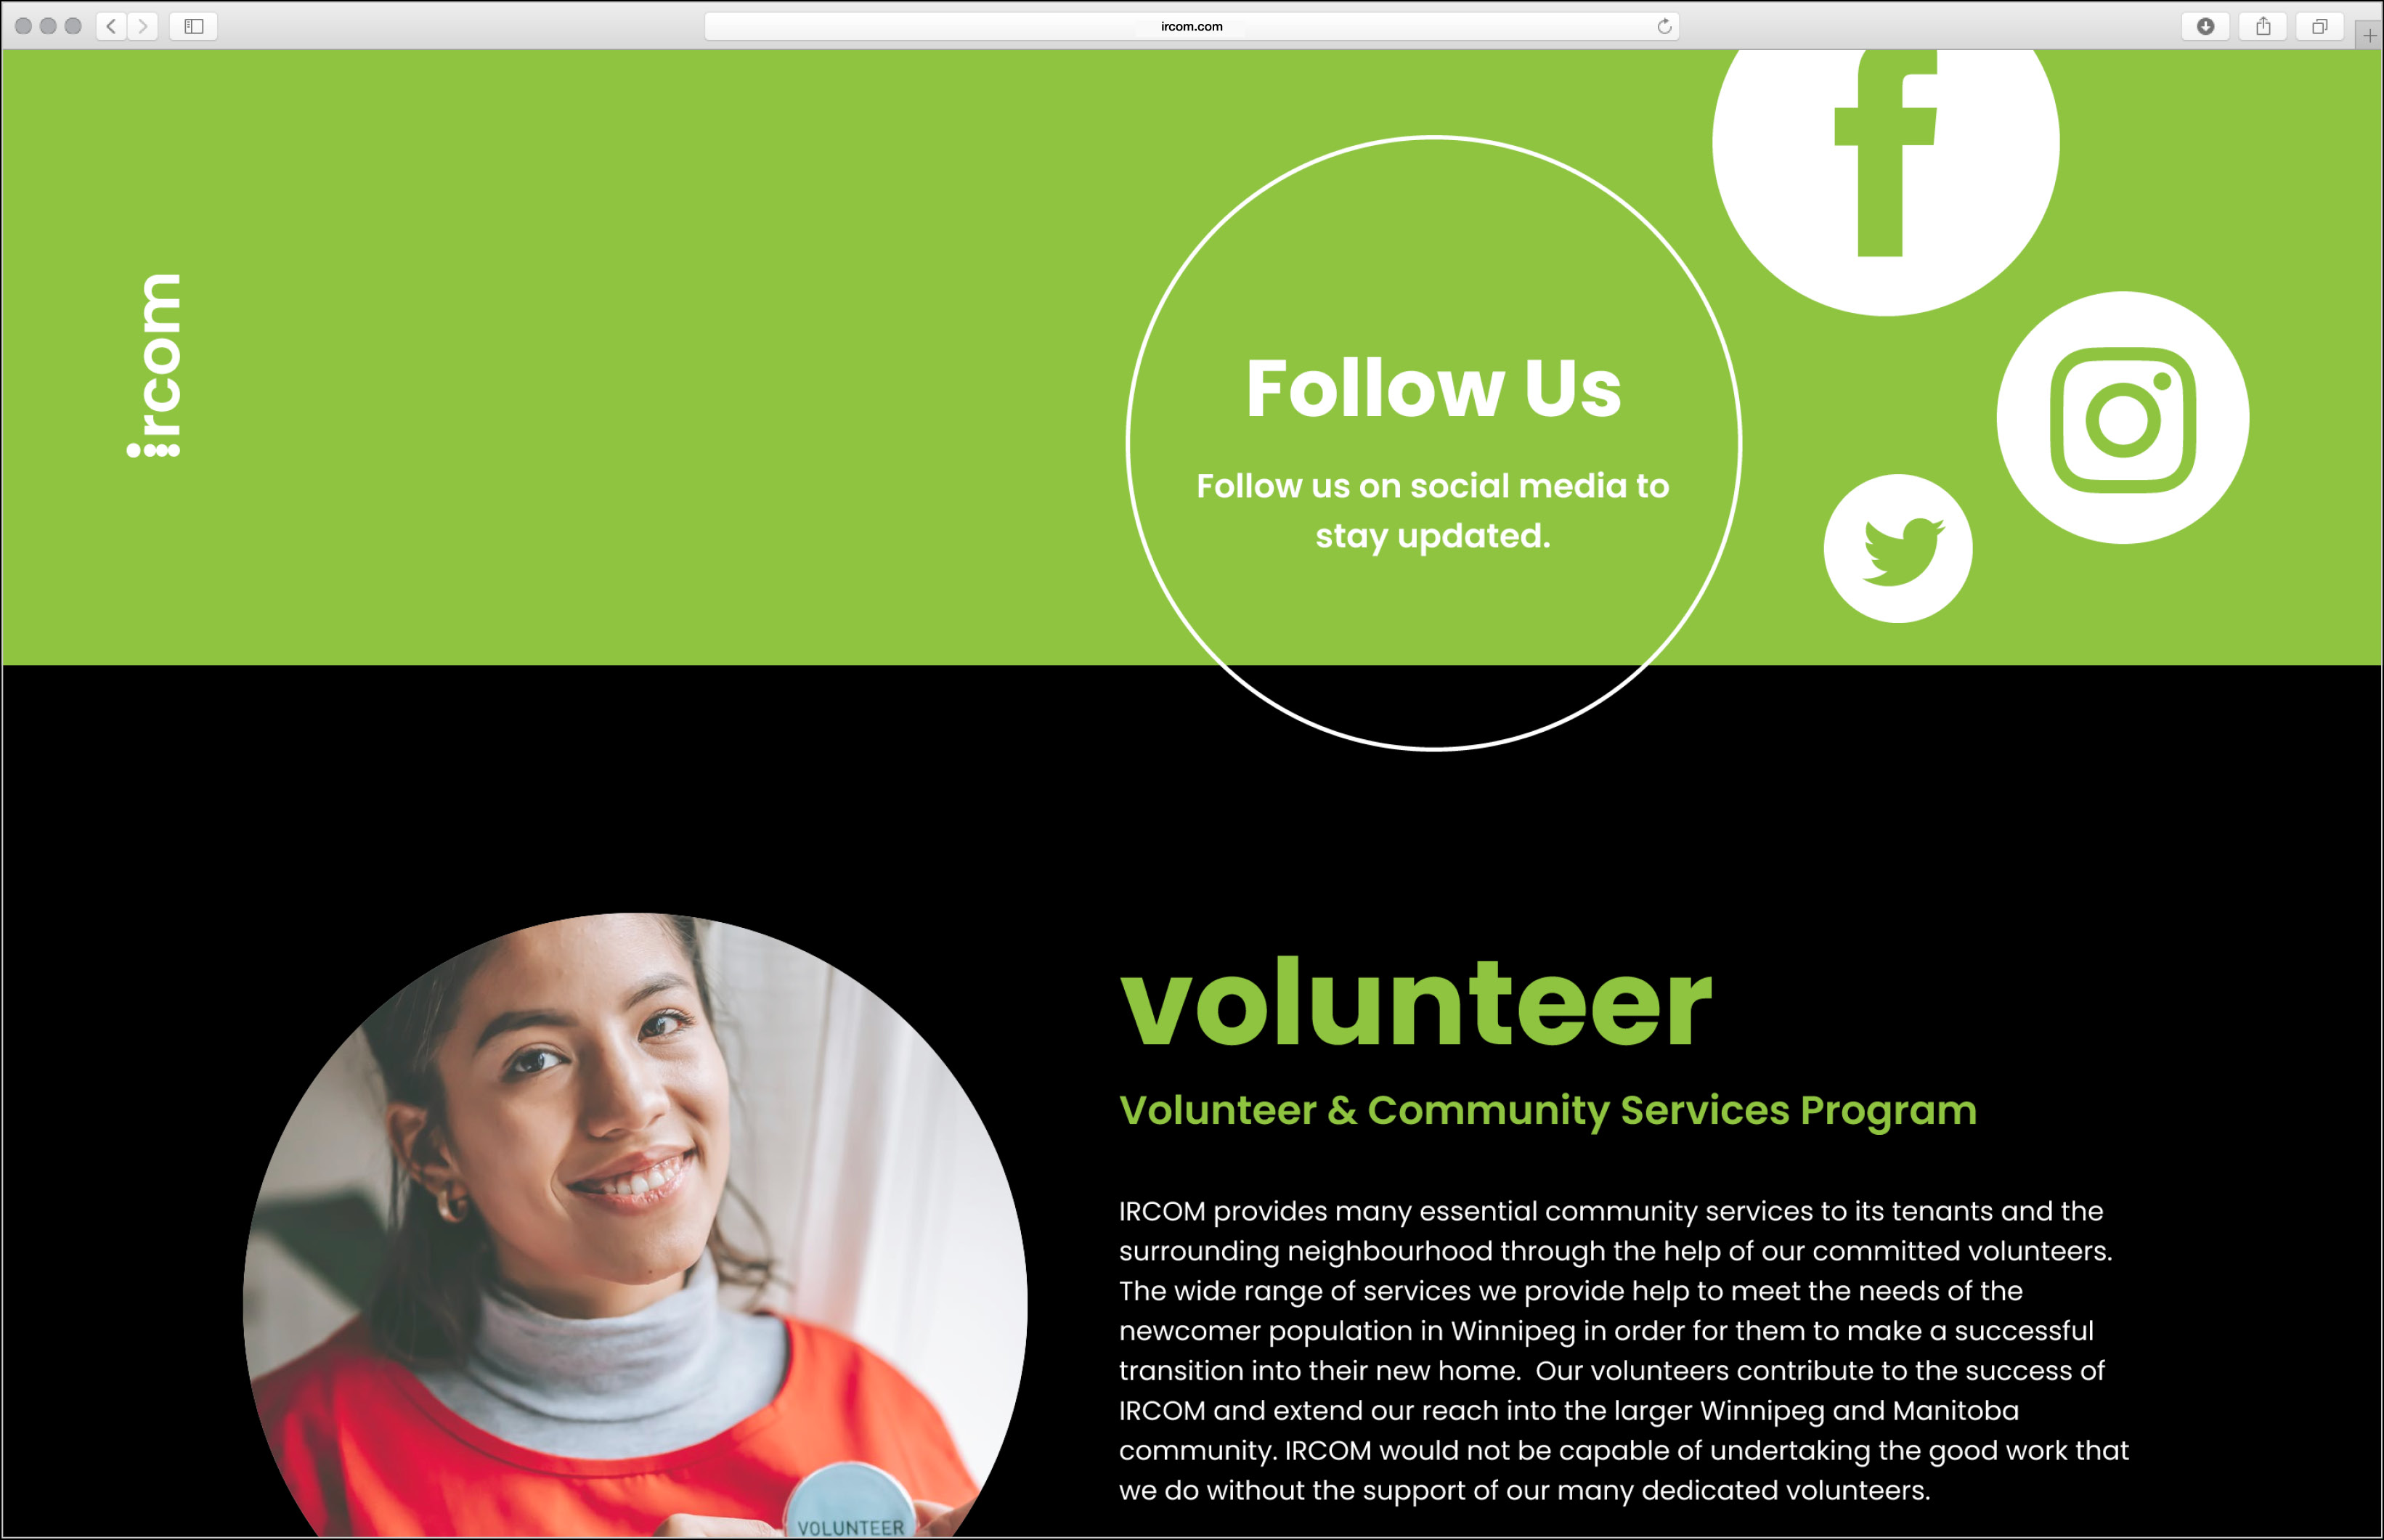 ircom.com
ircom
Follow Us
Follow us on social media to
stay updated.
volunteer
Volunteer & Community Services Program
IRCOM provides many essential community services to its tenants and the
surrounding neighbourhood through the help of our committed volunteers.
The wide range of services we provide help to meet the needs of the
newcomer population in Winnipeg in order for them to make a successful
transition into their new home.  Our volunteers contribute to the success of
IRCOM and extend our reach into the larger Winnipeg and Manitoba
community. IRCOM would not be capable of undertaking the good work that
we do without the support of our many dedicated volunteers.
VOLUNTEER